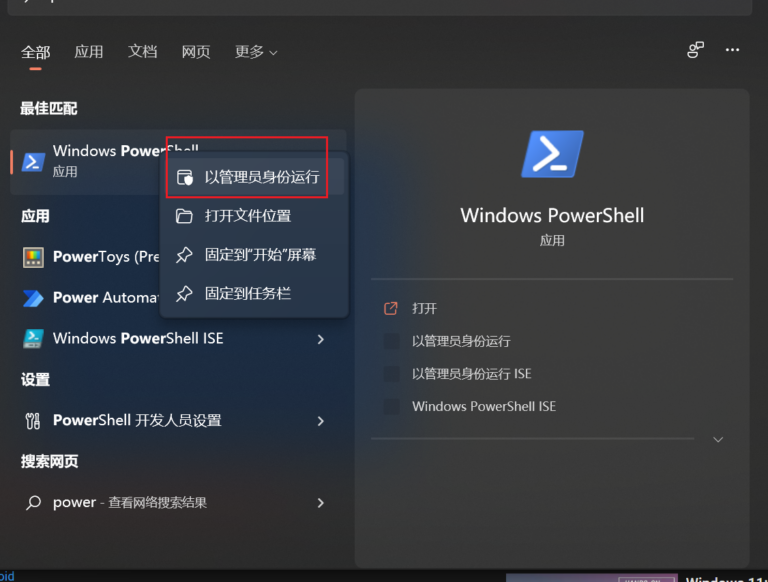 全部 应用 文档 网页 更多
最佳匹配
Windows PowerShell
应用
以管理员身份运行
打开文件位置
固定到“开始”屏幕
固定到任务栏
应用
PowerToys (Pre
Power Automa
Windows PowerShell ISE
设置
PowerShell 开发人员设置
搜索网页
power - 查看网络搜索结果
Windows PowerShell
应用
打开
以管理员身份运行
以管理员身份运行 ISE
Windows PowerShell ISE
oid
Windows 11